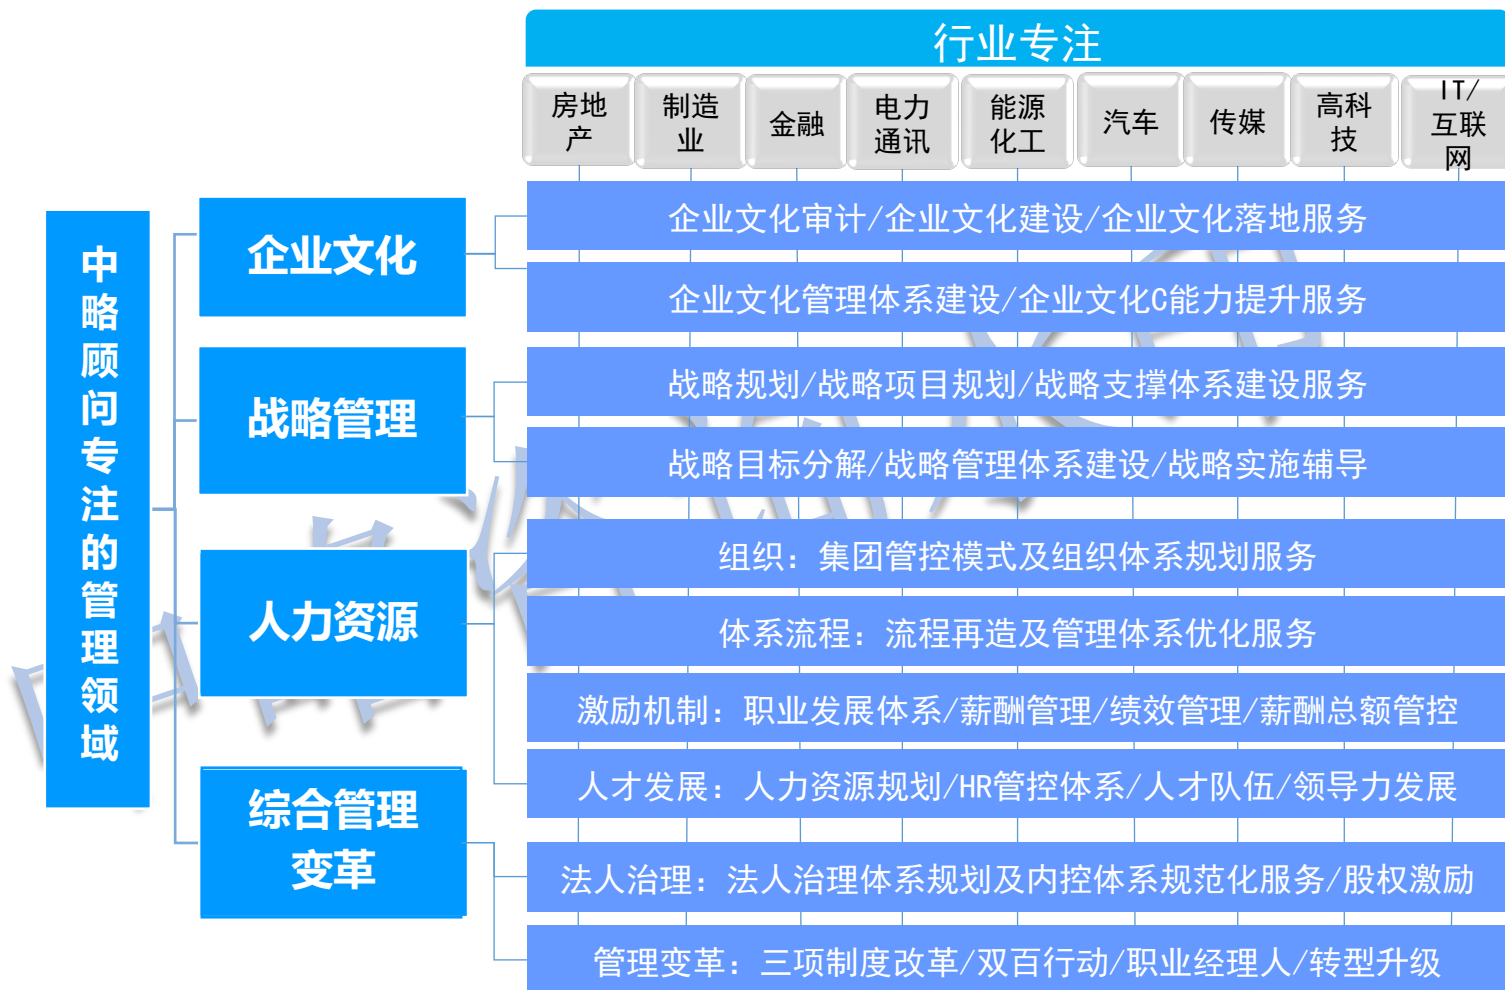 行业专注
房地
产
制造
业
金融
电力
通讯
能源
化工
汽车
传媒
高科
技
IT/
互联
网
中略顾问专注的管理领域
企业文化
企业文化审计/企业文化建设/企业文化落地服务
企业文化管理体系建设/企业文化C能力提升服务
战略管理
战略规划/战略项目规划/战略支撑体系建设服务
战略目标分解/战略管理体系建设/战略实施辅导
人力资源
组织：集团管控模式及组织体系规划服务
体系流程：流程再造及管理体系优化服务
激励机制：职业发展体系/薪酬管理/绩效管理/薪酬总额管控
人才发展：人力资源规划/HR管控体系/人才队伍/领导力发展
综合管理
变革
法人治理：法人治理体系规划及内控体系规范化服务/股权激励
管理变革：三项制度改革/双百行动/职业经理人/转型升级